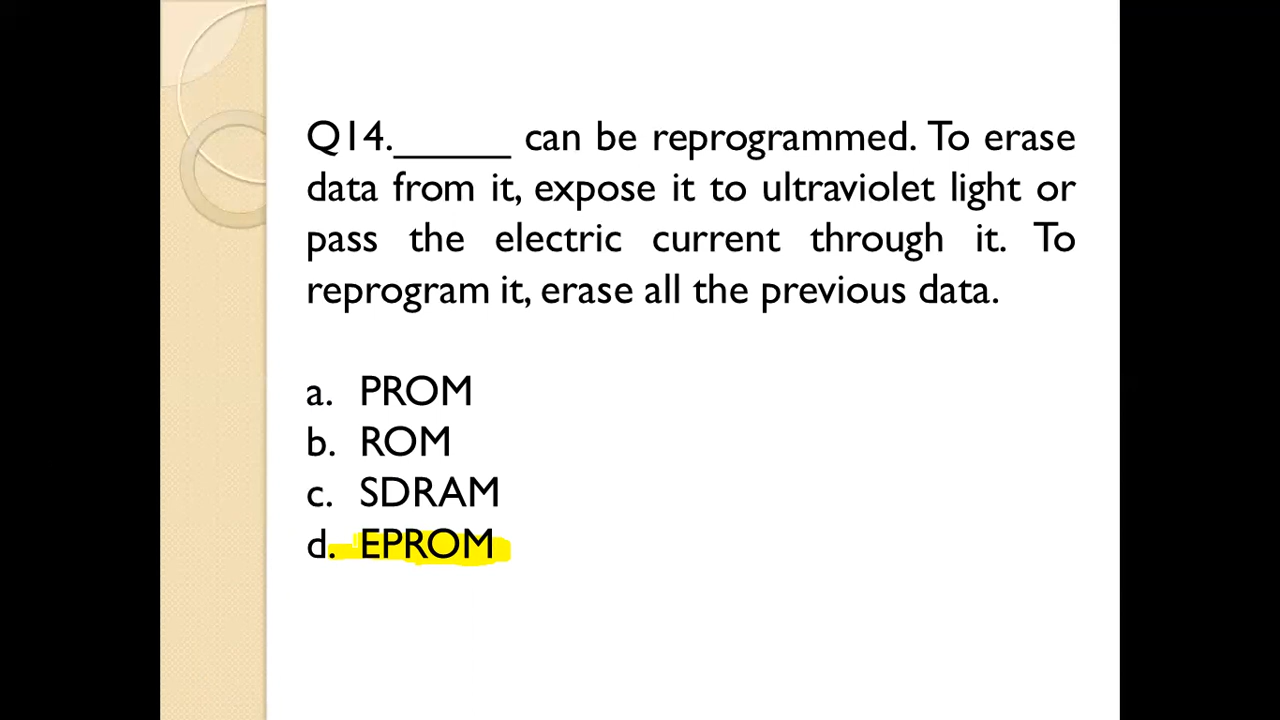 Q14._____ can be reprogrammed. To erase
data from it, expose it to ultraviolet light or
pass the electric current through it. To
reprogram it, erase all the previous data.
a. PROM
b. ROM
c. SDRAM
d. EPROM